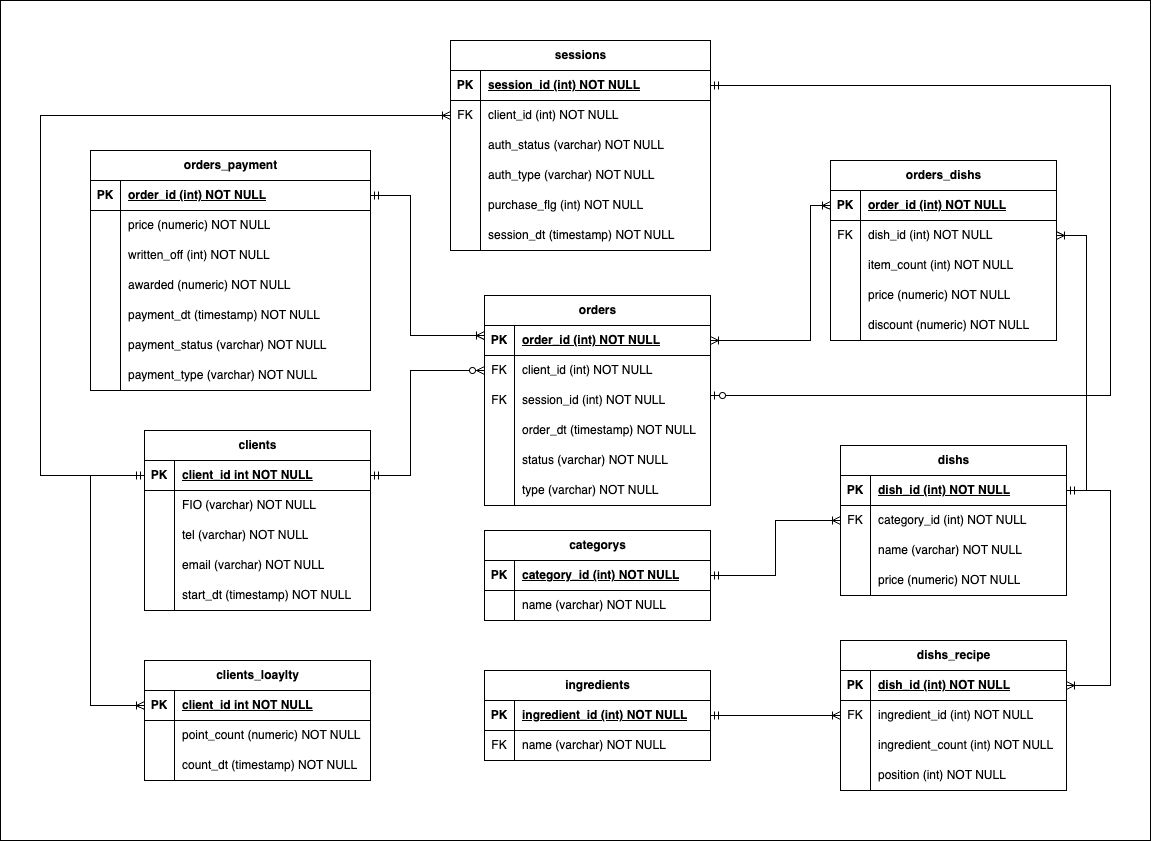 sessions
PK session_id (int) NOT NULL
FK client_id (int) NOT NULL
auth_status (varchar) NOT NULL
auth_type (varchar) NOT NULL
purchase_flg (int) NOT NULL
session_dt (timestamp) NOT NULL
orders_payment
PK order_id (int) NOT NULL
price (numeric) NOT NULL
written_off (int) NOT NULL
awarded (numeric) NOT NULL
payment_dt (timestamp) NOT NULL
payment_status (varchar) NOT NULL
payment_type (varchar) NOT NULL
orders_dishs
PK order_id (int) NOT NULL
FK dish_id (int) NOT NULL
item_count (int) NOT NULL
price (numeric) NOT NULL
discount (numeric) NOT NULL
orders
PK order_id (int) NOT NULL
FK client_id (int) NOT NULL
FK session_id (int) NOT NULL
order_dt (timestamp) NOT NULL
status (varchar) NOT NULL
type (varchar) NOT NULL
clients
PK client_id int NOT NULL
FIO (varchar) NOT NULL
tel (varchar) NOT NULL
email (varchar) NOT NULL
start_dt (timestamp) NOT NULL
dishs
PK dish_id (int) NOT NULL
FK category_id (int) NOT NULL
name (varchar) NOT NULL
price (numeric) NOT NULL
categorys
PK category_id (int) NOT NULL
name (varchar) NOT NULL
clients_loaylty
PK client_id int NOT NULL
point_count (numeric) NOT NULL
count_dt (timestamp) NOT NULL
ingredients
PK ingredient_id (int) NOT NULL
FK name (varchar) NOT NULL
dishs_recipe
PK dish_id (int) NOT NULL
FK ingredient_id (int) NOT NULL
ingredient_count (int) NOT NULL
position (int) NOT NULL